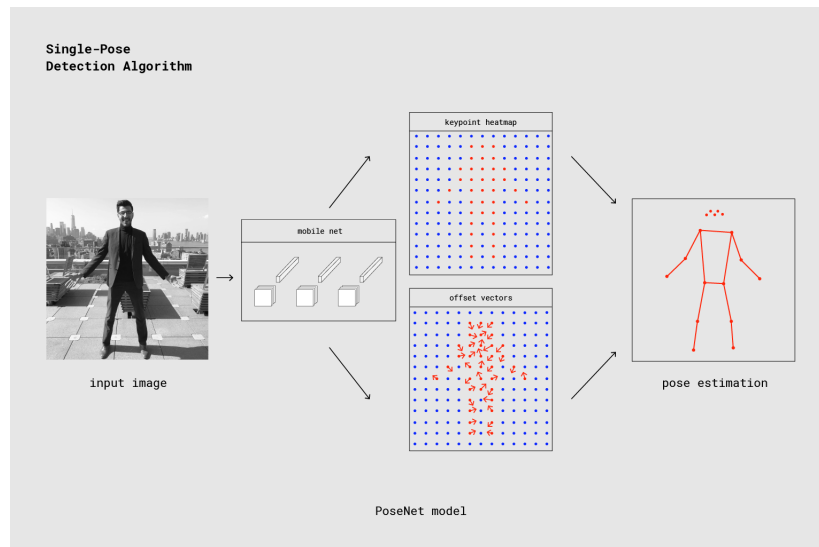 Single-Pose
Detection Algorithm
keypoint heatmap
mobile net
offset vectors
input image
pose estimation
PoseNet model